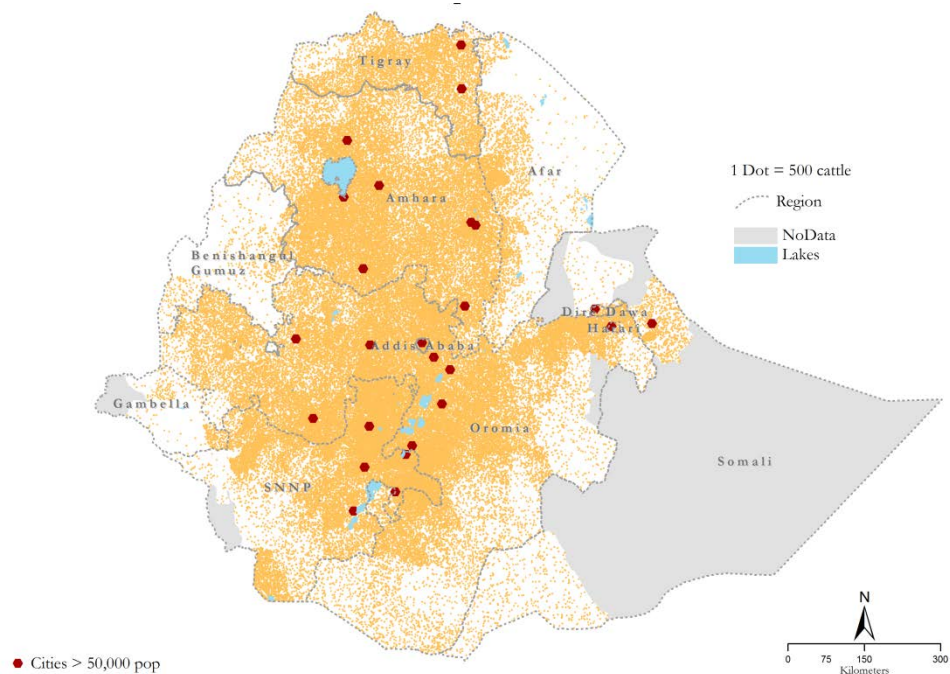 Tigray
Afar
Amhara
1 Dot = 500 cattle
Region
NoData
Lakes
Benishangul
Gumuz
Dire Dawa
Harari
Addis Ababa
Gambella
Oromia
Somali
SNNP
N
Cities > 50,000 pop
0 75 150 300
Kilometers